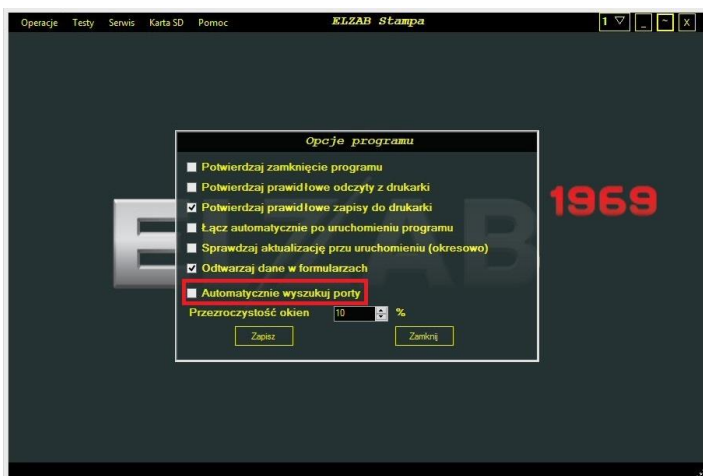 Operacje Testy Serwis Karta SD Pomoc ELZAB Stampa 1 ▽ _ ~ X
Opcje programu
Potwierdzaj zamknięcie programu
Potwierdzaj prawidłowe odczyty z drukarki
Potwierdzaj prawidłowe zapisy do drukarki
Łącz automatycznie po uruchomieniu programu
Sprawdzaj aktualizację przu uruchomieniu (okresowo)
Odtwarzaj dane w formularzach
Automatycznie wyszukuj porty
Przezroczystość okien 10 %
Zapisz Zamknij
ELZAB
1969